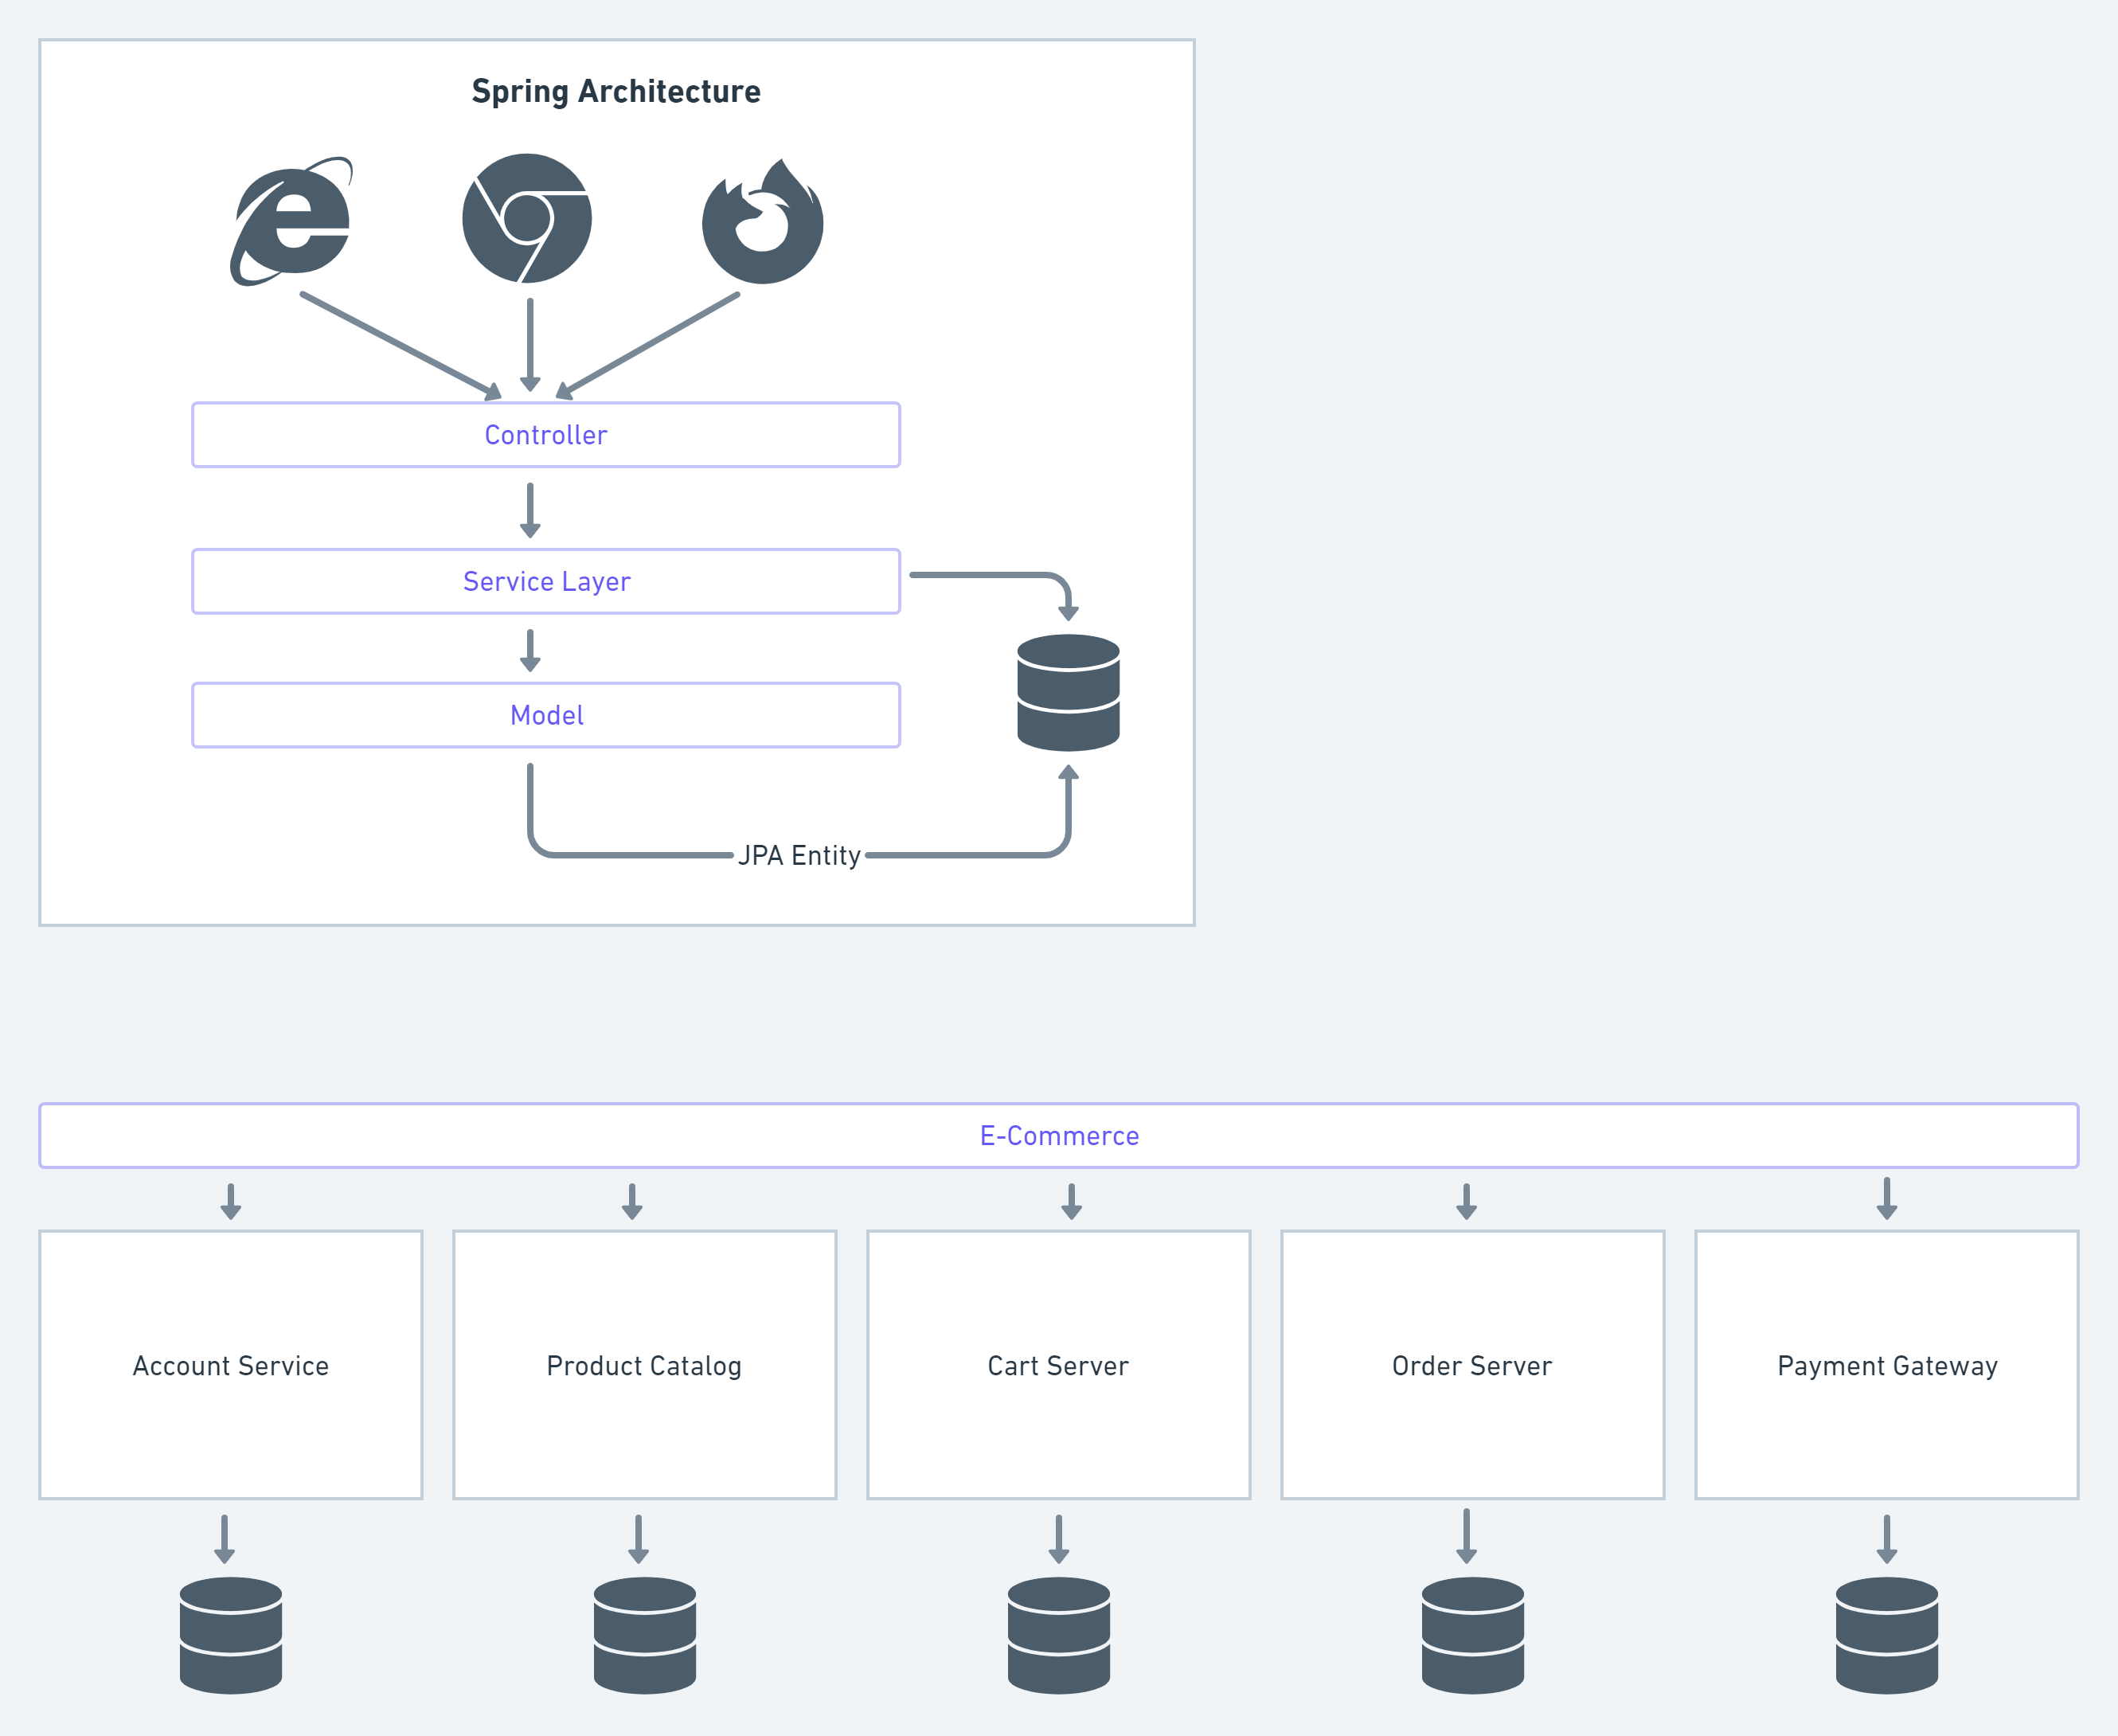 Spring Architecture
Controller
Service Layer
Model
JPA Entity
E-Commerce
Account Service
Product Catalog
Cart Server
Order Server
Payment Gateway